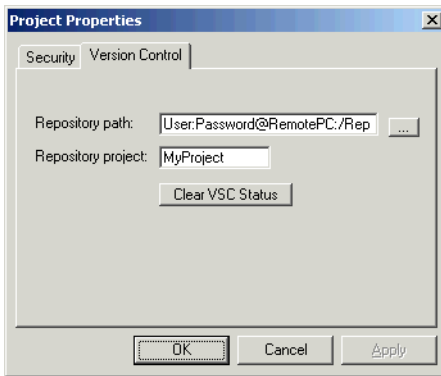 Project Properties
Security Version Control
Repository path: User:Password@RemotePC:/Rep ...
Repository project: MyProject
Clear VSC Status
OK Cancel Apply